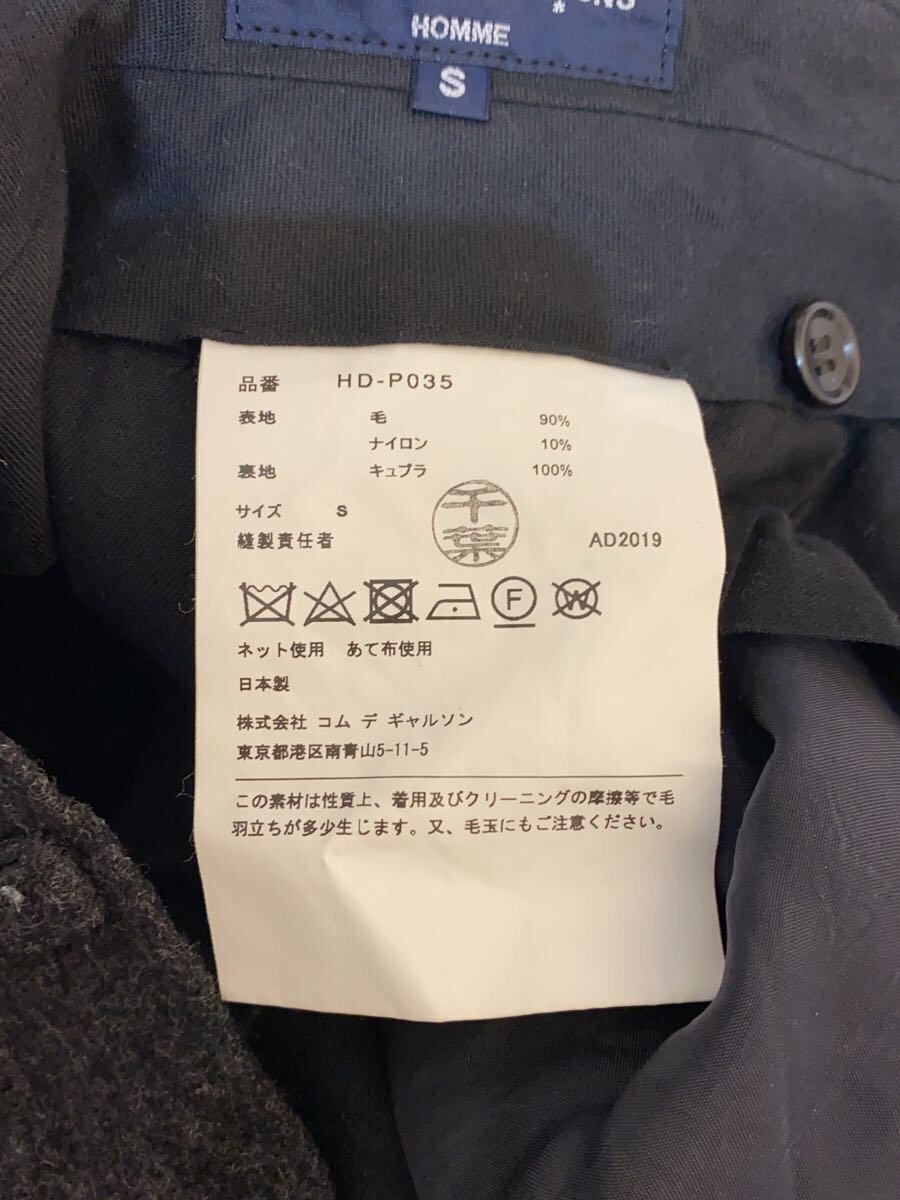 HOMME
S
品番 HD-P035
表地 毛 90%
ナイロン 10%
裏地 キュプラ 100%
サイズ S
千葉
縫製責任者 AD2019
F W
ネット使用 あて布使用
日本製
株式会社 コム デ ギャルソン
東京都港区南青山5-11-5
この素材は性質上、着用及びクリーニングの摩擦等で毛
羽立ちが多少生じます。又、毛玉にもご注意ください。